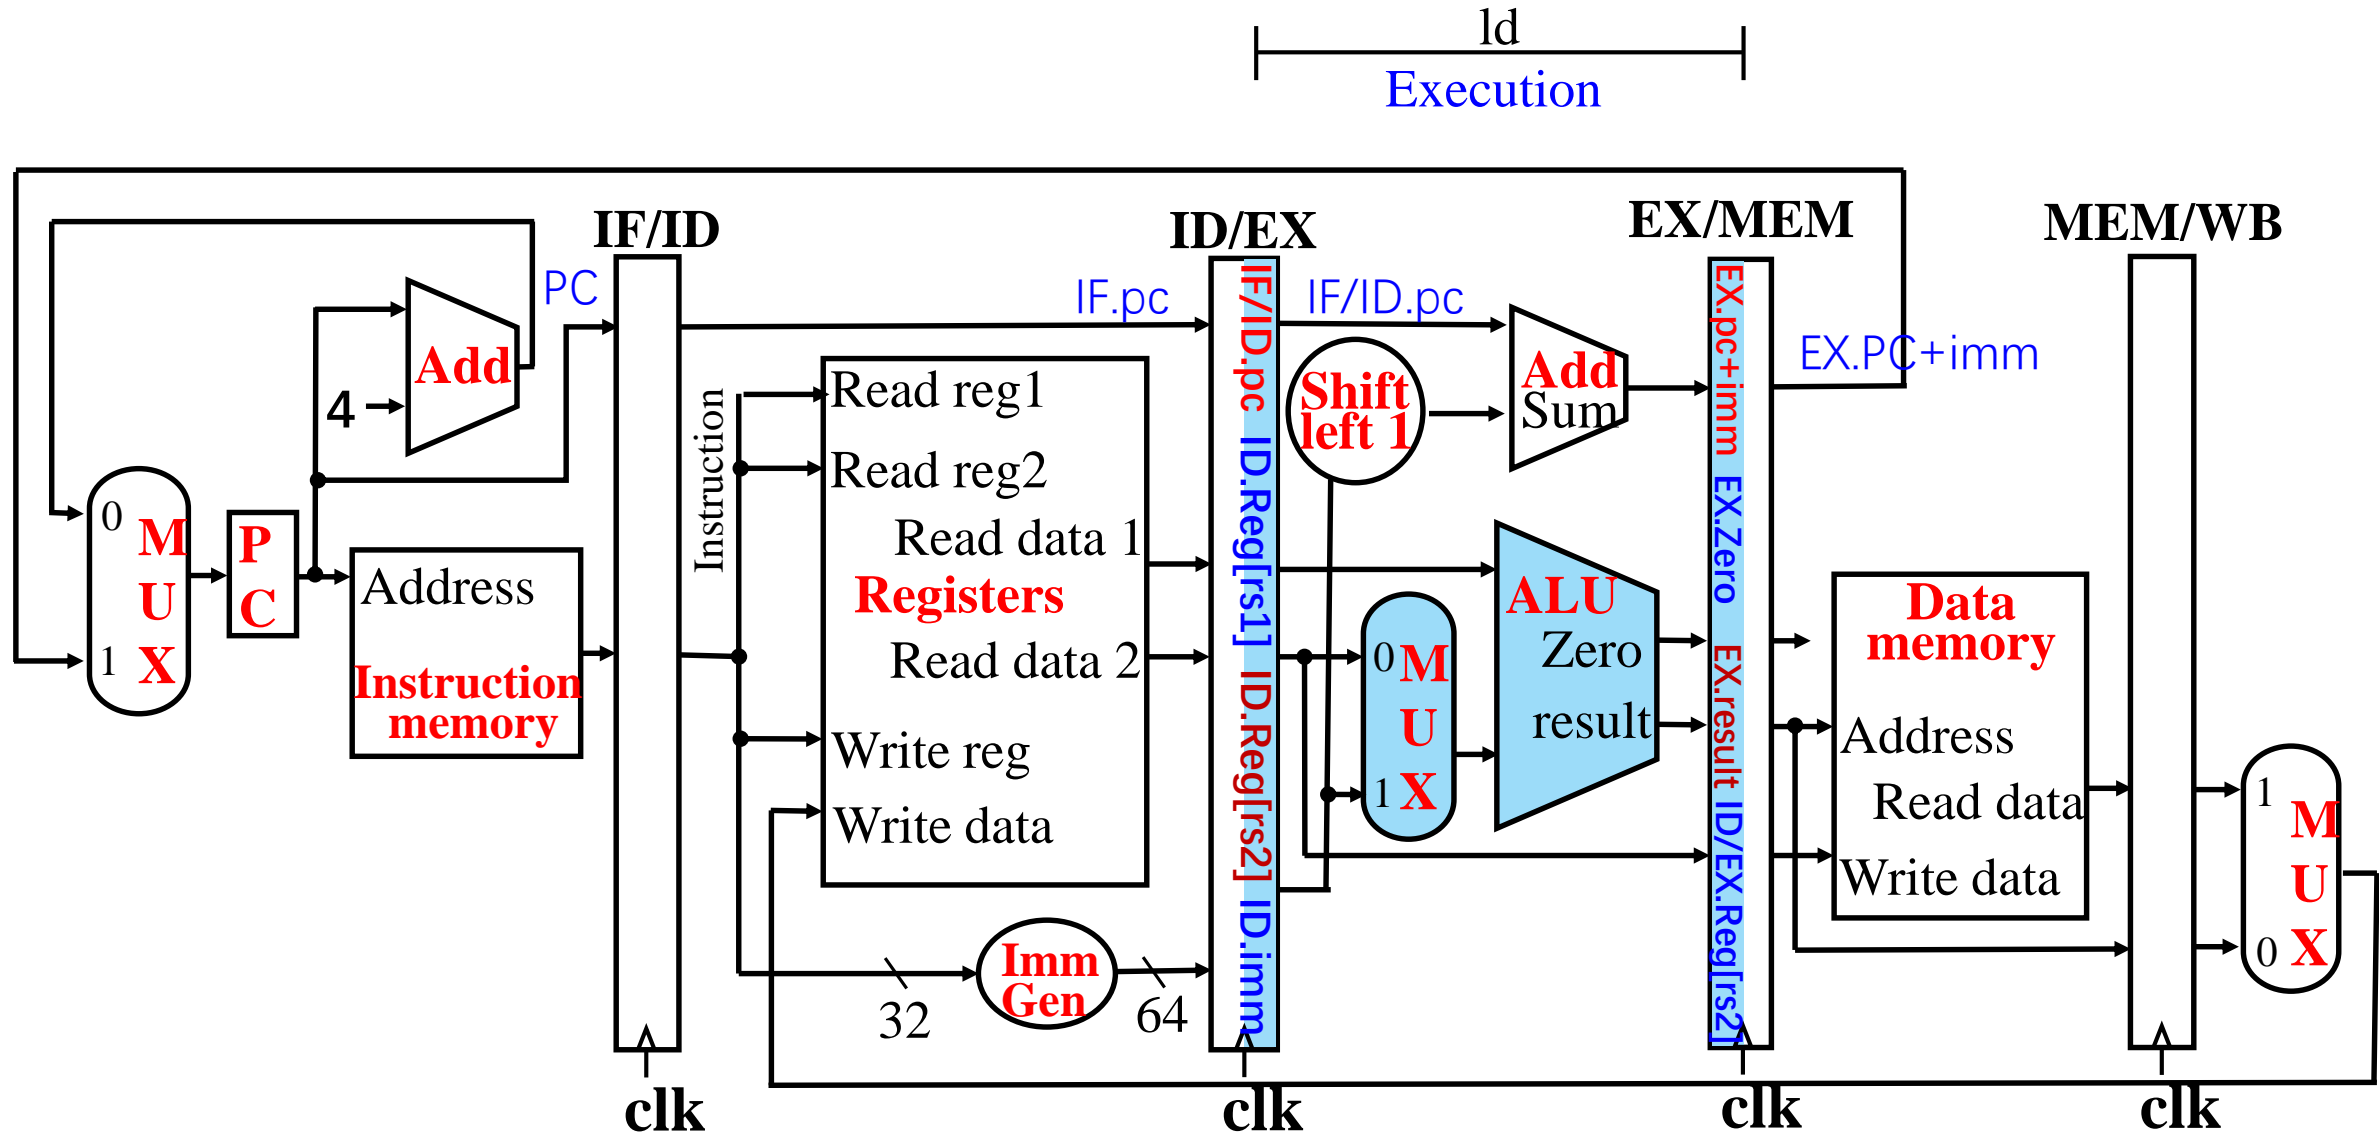 ld
Execution
IF/ID
ID/EX
EX/MEM
MEM/WB
PC
IF.pc
IF/ID.pc
EX.PC+imm
Add
4
0
1
M
U
X
P
C
Address
Instruction
memory
Instruction
Read reg1
Read reg2
Read data 1
Registers
Read data 2
Write reg
Write data
Imm
Gen
32
64
IF/ID.pc ID.Reg[rs1] ID.Reg[rs2] ID.imm
Shift
left 1
Add
Sum
0
1
M
U
X
ALU
Zero
result
EX.pc+imm EX.Zero EX.result ID/EX.Reg[rs2]
Data
memory
Address
Read data
Write data
1
0
M
U
X
clk
clk
clk
clk